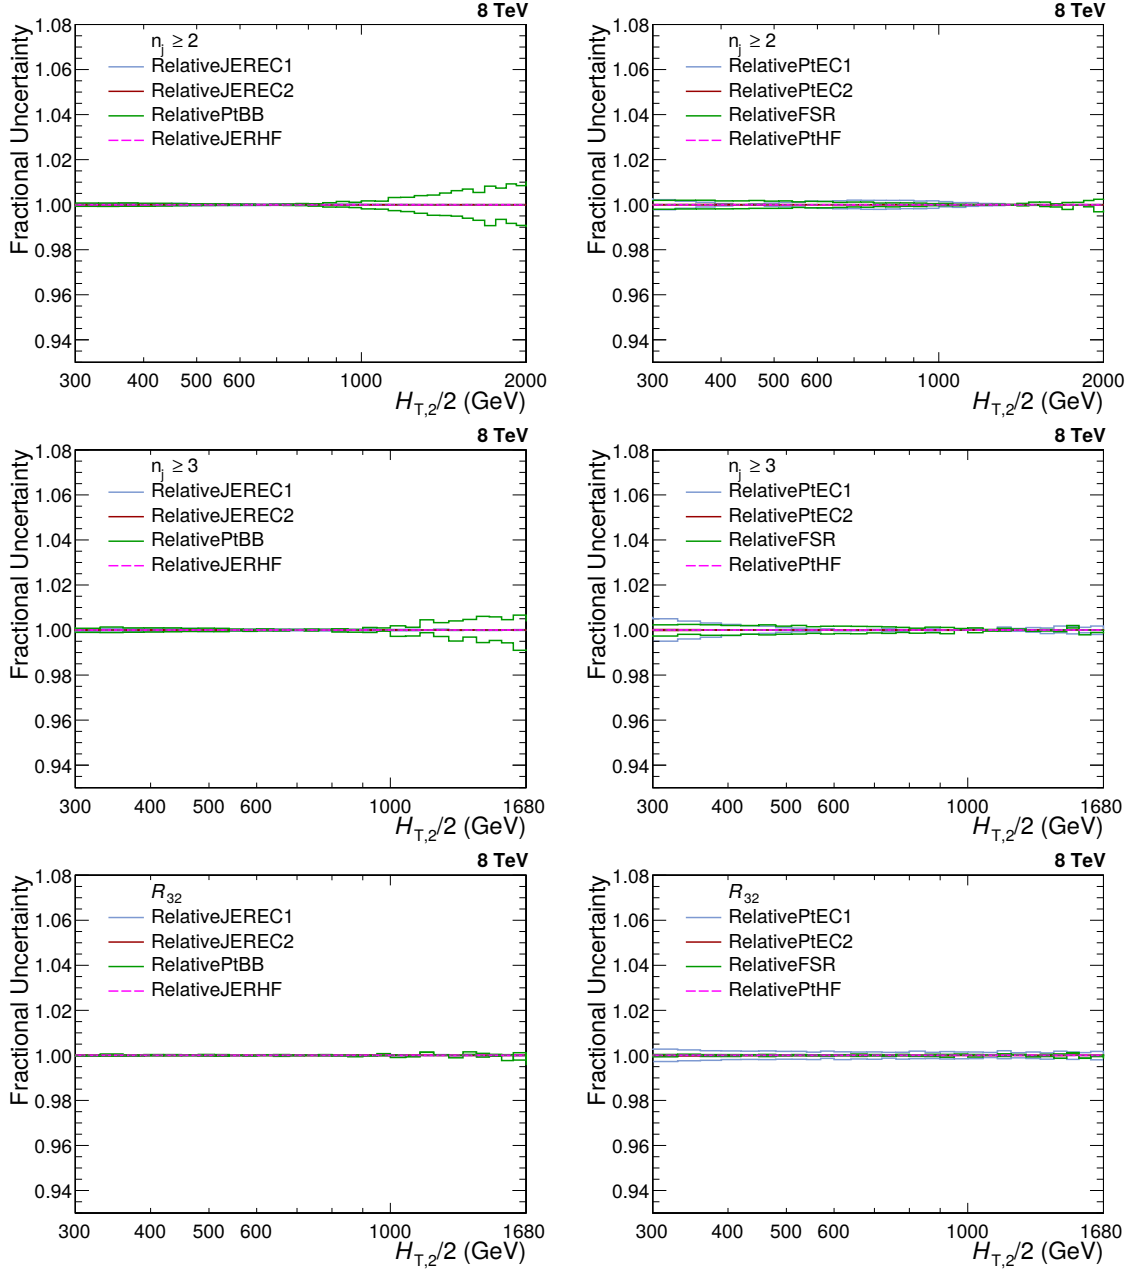 8 TeV
Fractional Uncertainty
1.08
1.06
1.04
1.02
1.00
0.98
0.96
0.94
n_j ≥ 2
RelativeJEREC1
RelativeJEREC2
RelativePtBB
RelativeJERHF
300 400 500 600 1000 2000
H_T,2/2 (GeV)
8 TeV
Fractional Uncertainty
1.08
1.06
1.04
1.02
1.00
0.98
0.96
0.94
n_j ≥ 2
RelativePtEC1
RelativePtEC2
RelativeFSR
RelativePtHF
300 400 500 600 1000 2000
H_T,2/2 (GeV)
8 TeV
Fractional Uncertainty
1.08
1.06
1.04
1.02
1.00
0.98
0.96
0.94
n_j ≥ 3
RelativeJEREC1
RelativeJEREC2
RelativePtBB
RelativeJERHF
300 400 500 600 1000 1680
H_T,2/2 (GeV)
8 TeV
Fractional Uncertainty
1.08
1.06
1.04
1.02
1.00
0.98
0.96
0.94
n_j ≥ 3
RelativePtEC1
RelativePtEC2
RelativeFSR
RelativePtHF
300 400 500 600 1000 1680
H_T,2/2 (GeV)
8 TeV
Fractional Uncertainty
1.08
1.06
1.04
1.02
1.00
0.98
0.96
0.94
R_32
RelativeJEREC1
RelativeJEREC2
RelativePtBB
RelativeJERHF
300 400 500 600 1000 1680
H_T,2/2 (GeV)
8 TeV
Fractional Uncertainty
1.08
1.06
1.04
1.02
1.00
0.98
0.96
0.94
R_32
RelativePtEC1
RelativePtEC2
RelativeFSR
RelativePtHF
300 400 500 600 1000 1680
H_T,2/2 (GeV)